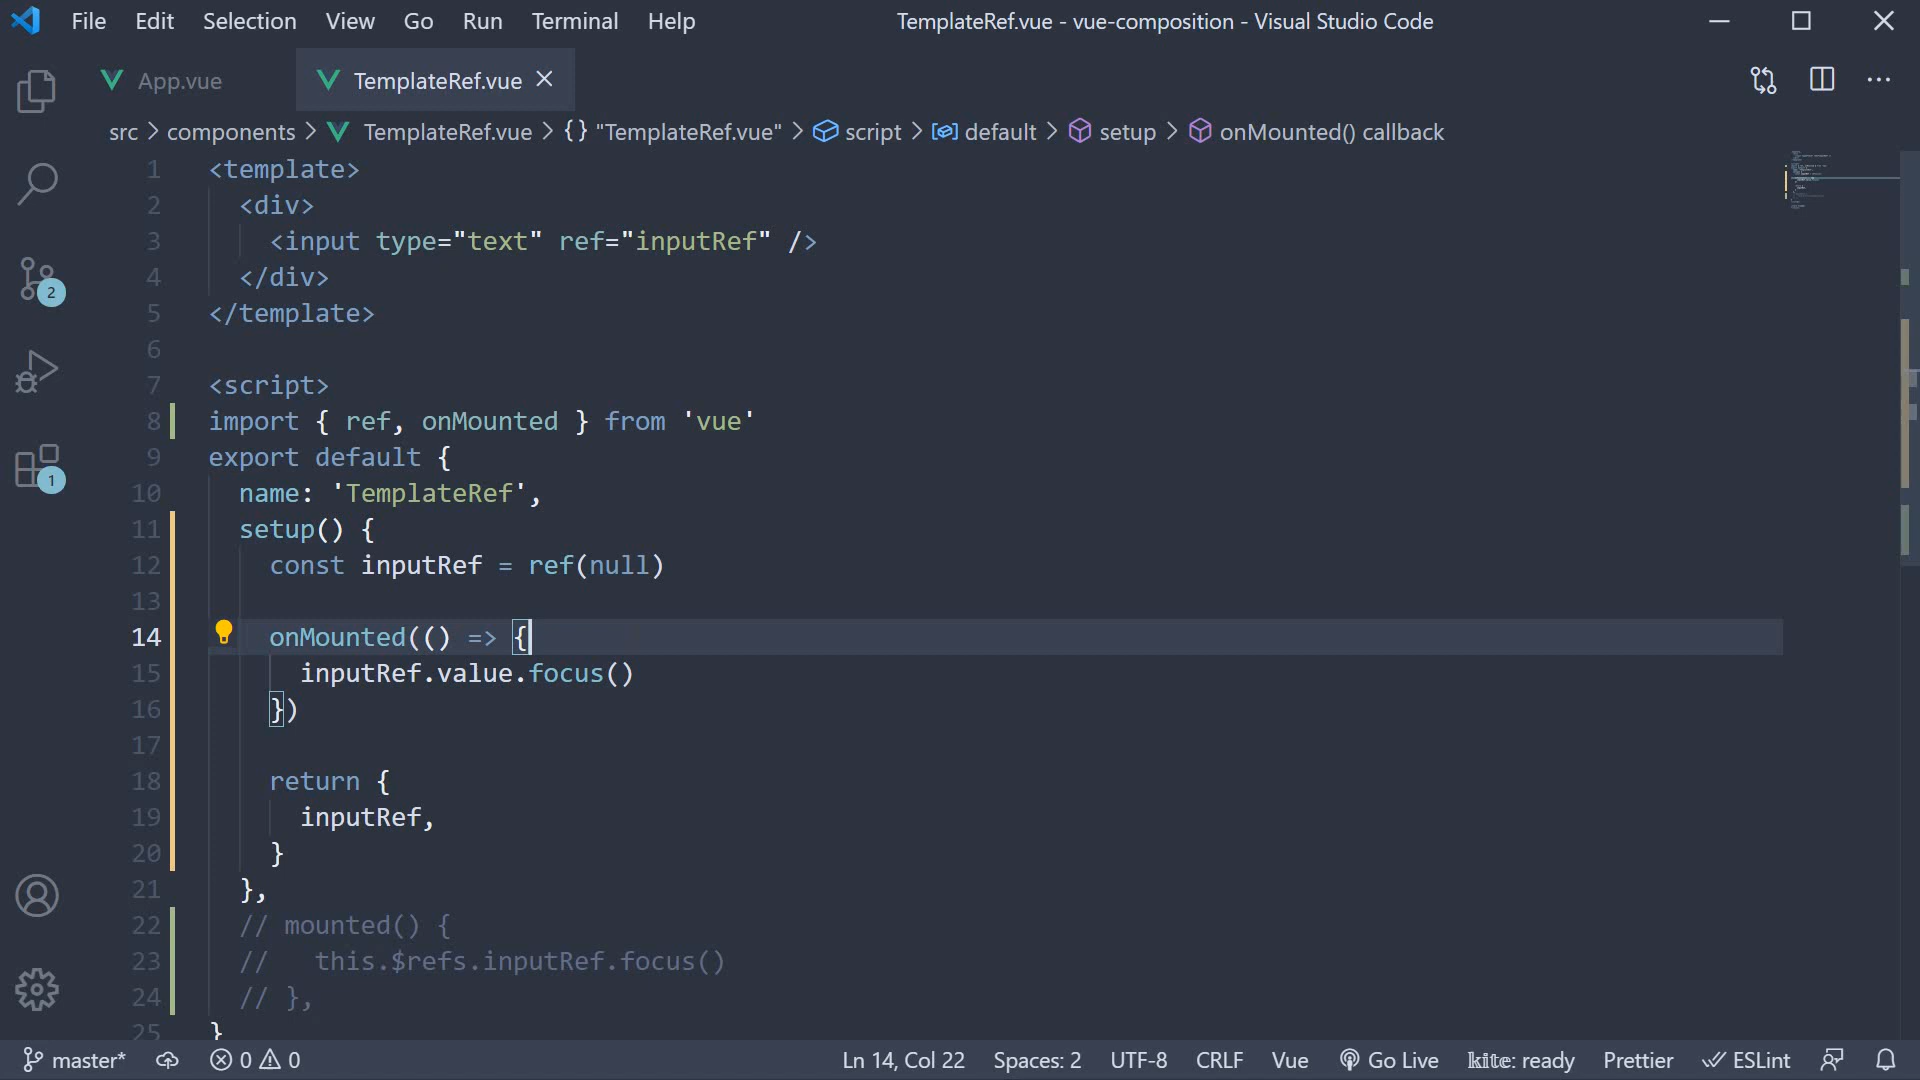 File Edit Selection View Go Run Terminal Help TemplateRef.vue - vue-composition - Visual Studio Code
App.vue TemplateRef.vue
src > components > TemplateRef.vue > {} "TemplateRef.vue" > script > default > setup > onMounted() callback
1 <template>
2 <div>
3 <input type="text" ref="inputRef" />
4 </div>
5 </template>
6
7 <script>
8 import { ref, onMounted } from 'vue'
9 export default {
10 name: 'TemplateRef',
11 setup() {
12 const inputRef = ref(null)
13
14 onMounted(() => {
15 inputRef.value.focus()
16 })
17
18 return {
19 inputRef,
20 }
21 },
22 // mounted() {
23 // this.$refs.inputRef.focus()
24 // },
25 }
2
1
master* 0 0 Ln 14, Col 22 Spaces: 2 UTF-8 CRLF Vue Go Live kite: ready Prettier ESLint